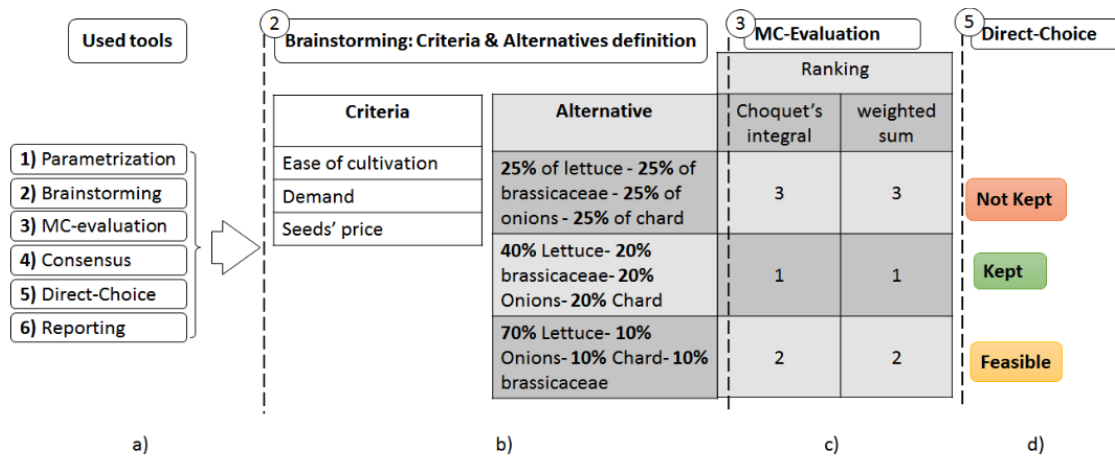 Used tools
1) Parametrization
2) Brainstorming
3) MC-evaluation
4) Consensus
5) Direct-Choice
6) Reporting
a)
2
Brainstorming: Criteria & Alternatives definition
Criteria
Ease of cultivation
Demand
Seeds' price
Alternative
25% of lettuce - 25% of
brassicaceae - 25% of
onions - 25% of chard
40% Lettuce- 20%
brassicaceae- 20%
Onions- 20% Chard
70% Lettuce- 10%
Onions- 10% Chard- 10%
brassicaceae
b)
3
MC-Evaluation
Ranking
Choquet's
integral
weighted
sum
3
3
1
1
2
2
c)
5
Direct-Choice
Not Kept
Kept
Feasible
d)